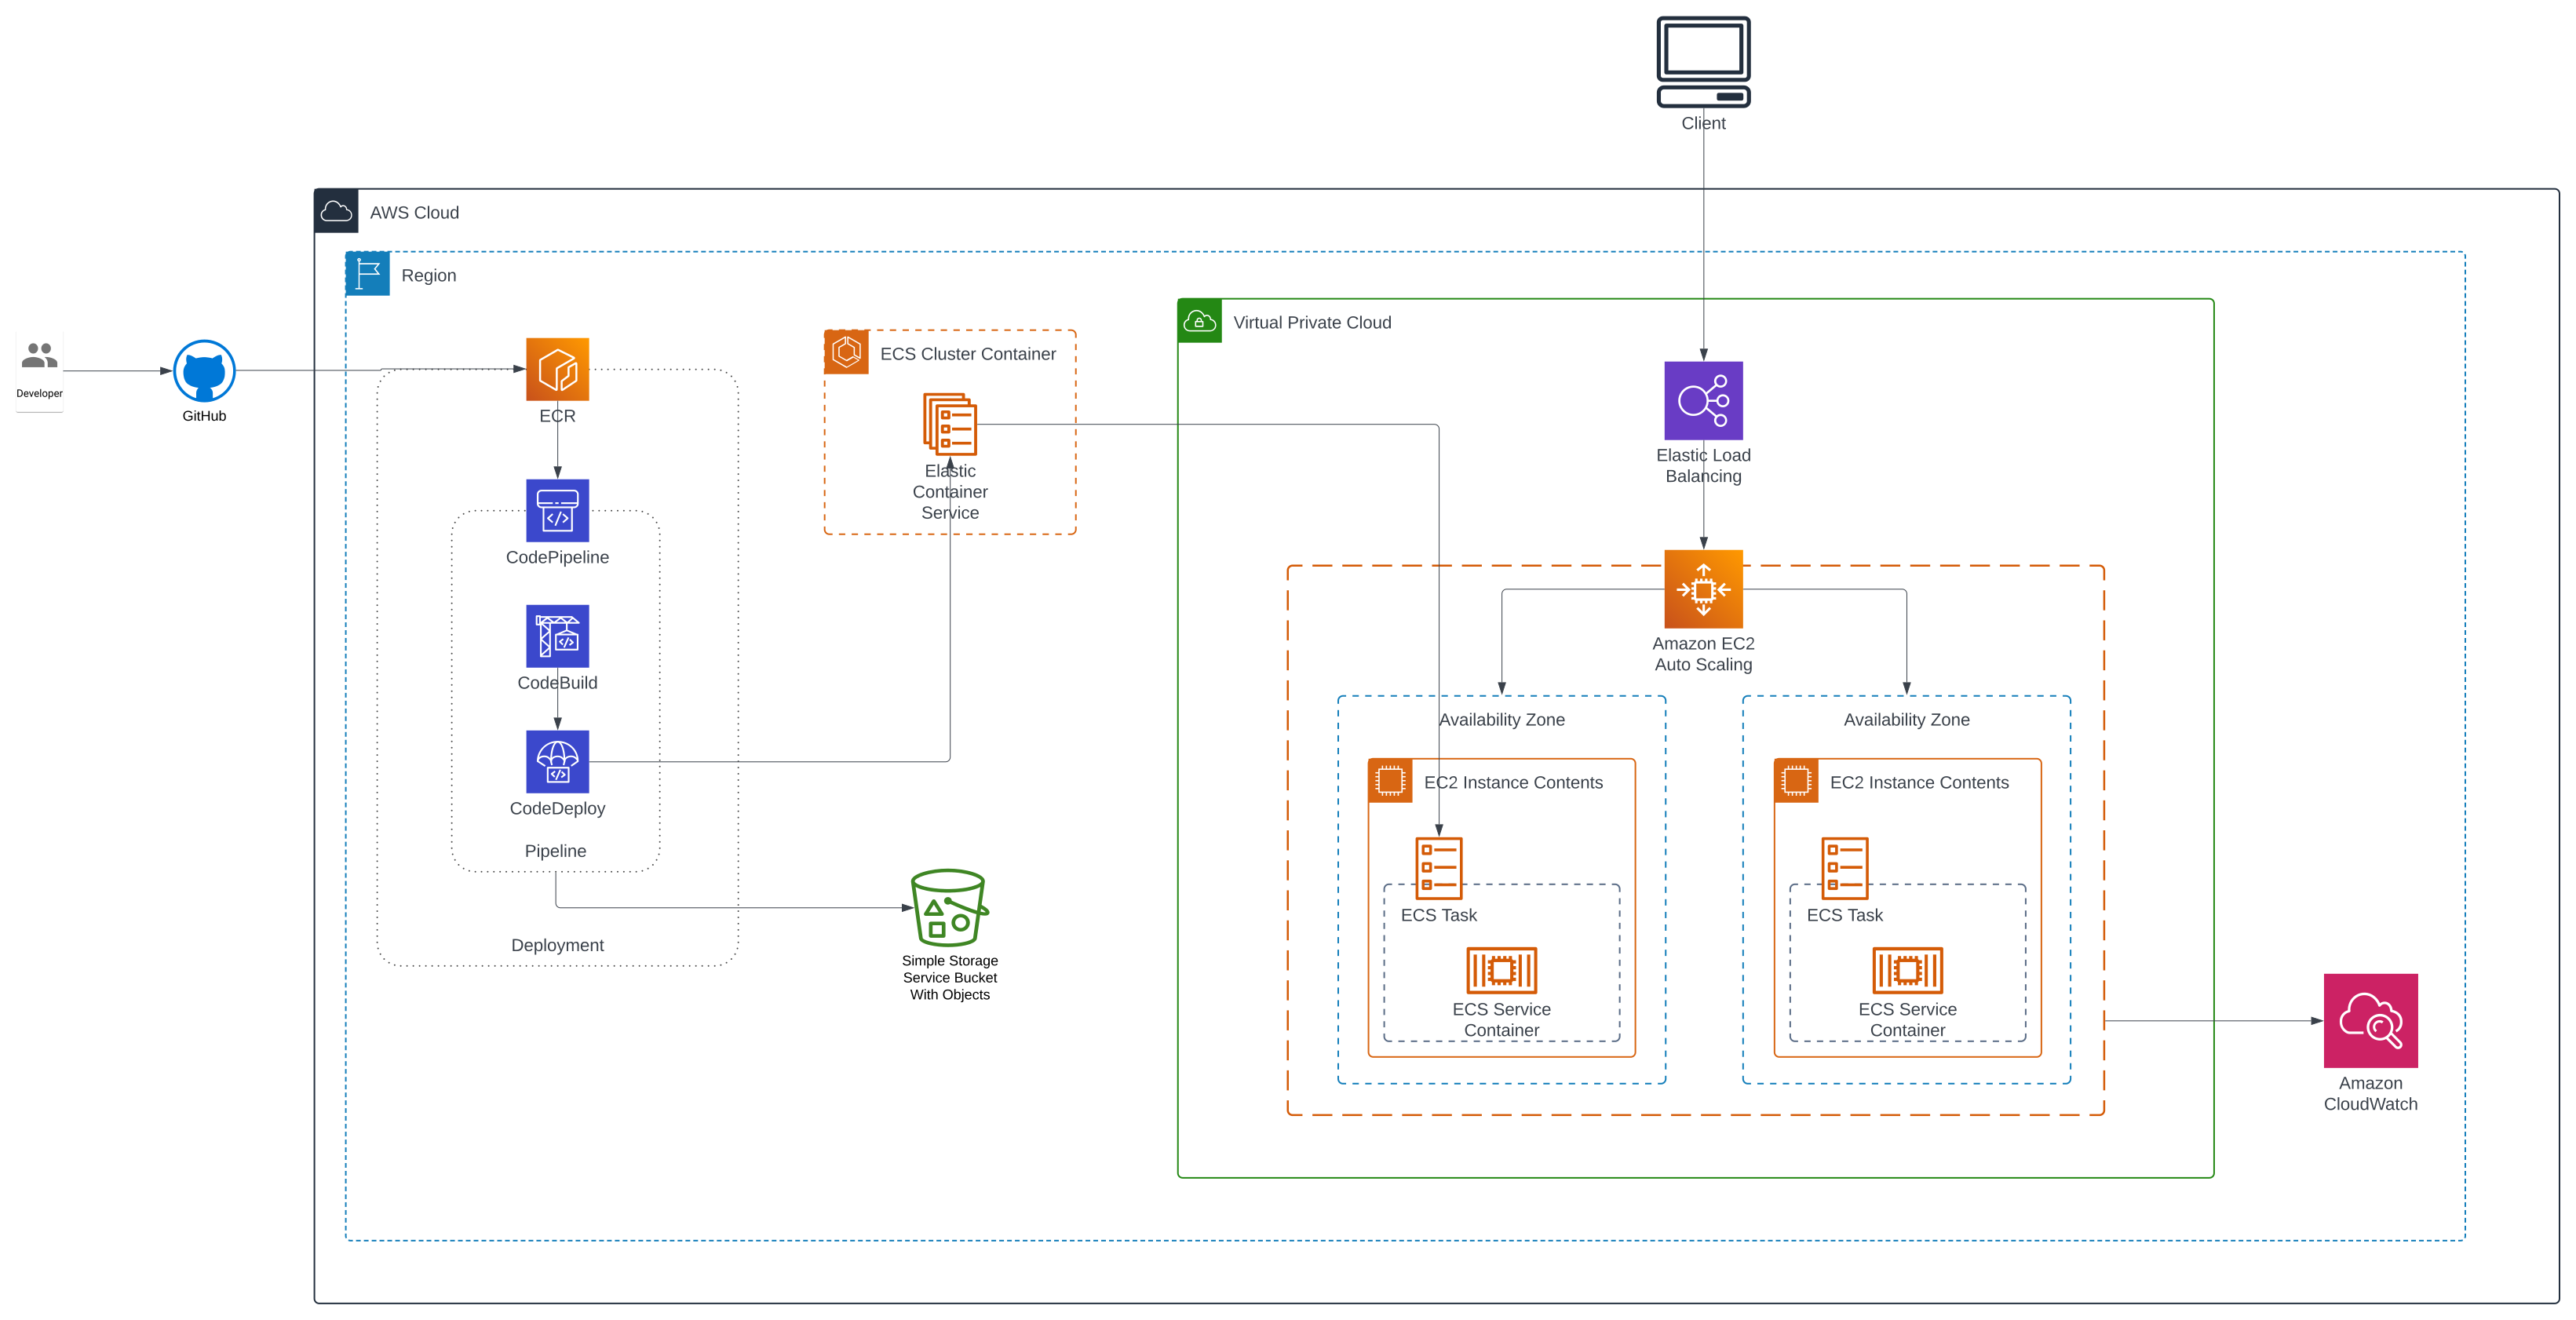 Client
AWS Cloud
Region
Virtual Private Cloud
ECS Cluster Container
Developer
GitHub
ECR
Elastic
Container
Service
Elastic Load
Balancing
CodePipeline
Amazon EC2
Auto Scaling
CodeBuild
Availability Zone
Availability Zone
EC2 Instance Contents
EC2 Instance Contents
CodeDeploy
Pipeline
ECS Task
ECS Task
Deployment
Simple Storage
Service Bucket
With Objects
ECS Service
Container
ECS Service
Container
Amazon
CloudWatch